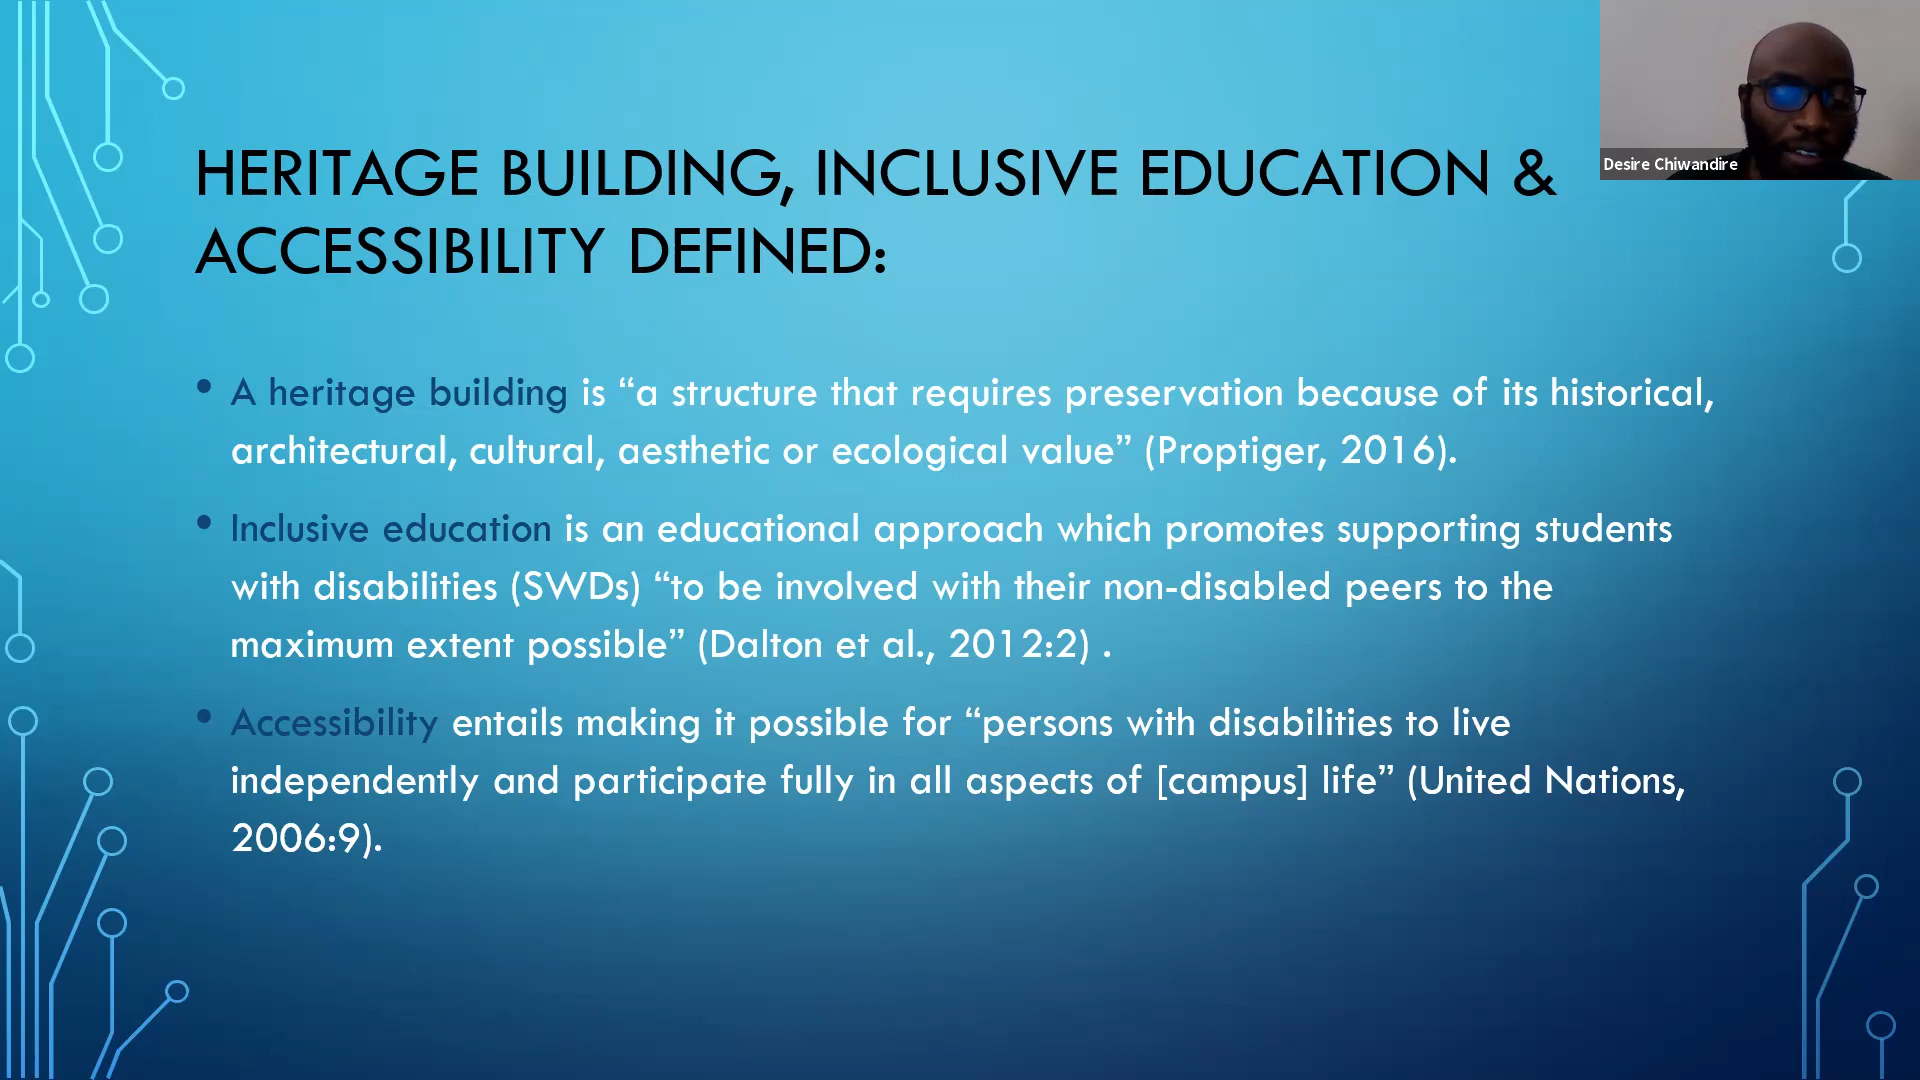 HERITAGE BUILDING, INCLUSIVE EDUCATION &
ACCESSIBILITY DEFINED:
Desire Chiwandire
• A heritage building is “a structure that requires preservation because of its historical,
architectural, cultural, aesthetic or ecological value” (Proptiger, 2016).
• Inclusive education is an educational approach which promotes supporting students
with disabilities (SWDs) “to be involved with their non-disabled peers to the
maximum extent possible” (Dalton et al., 2012:2) .
• Accessibility entails making it possible for “persons with disabilities to live
independently and participate fully in all aspects of [campus] life” (United Nations,
2006:9).